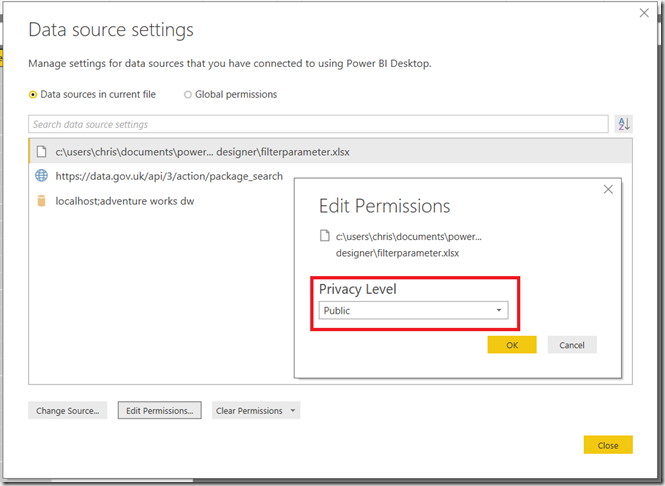 Data source settings
Manage settings for data sources that you have connected to using Power BI Desktop.
Data sources in current file
Global permissions
Search data source settings
c:\users\chris\documents\power... designer\filterparameter.xlsx
https://data.gov.uk/api/3/action/package_search
localhost;adventure works dw
Edit Permissions
c:\users\chris\documents\power...
designer\filterparameter.xlsx
Privacy Level
Public
OK
Cancel
Change Source...
Edit Permissions...
Clear Permissions
Close